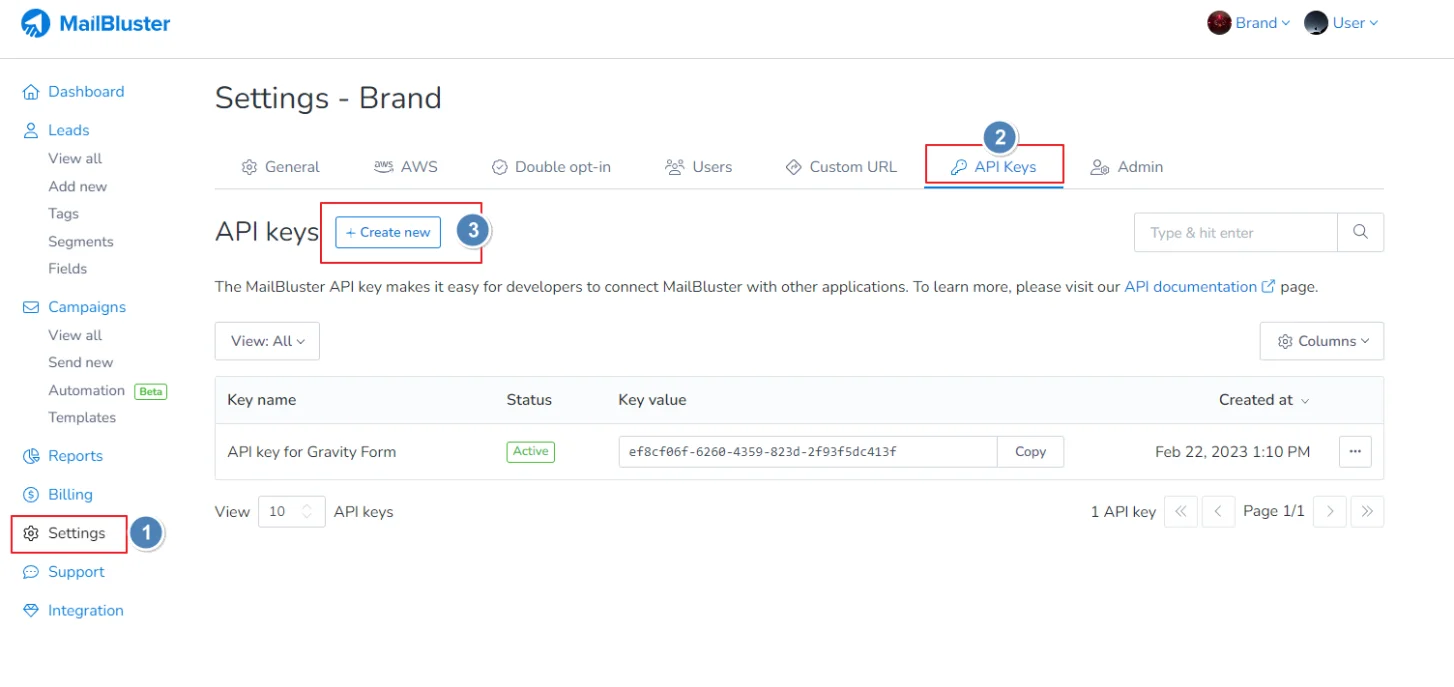 MailBluster
Brand
User
Dashboard
Leads
View all
Add new
Tags
Segments
Fields
Campaigns
View all
Send new
Automation Beta
Templates
Reports
Billing
Settings 1
Support
Integration
Settings - Brand
2
General aws AWS Double opt-in Users Custom URL API Keys Admin
API keys + Create new 3 Type & hit enter
The MailBluster API key makes it easy for developers to connect MailBluster with other applications. To learn more, please visit our API documentation page.
View: All Columns
Key name Status Key value Created at
API key for Gravity Form Active ef8cf06f-6260-4359-823d-2f93f5dc413f Copy Feb 22, 2023 1:10 PM ...
View 10 API keys 1 API key Page 1/1